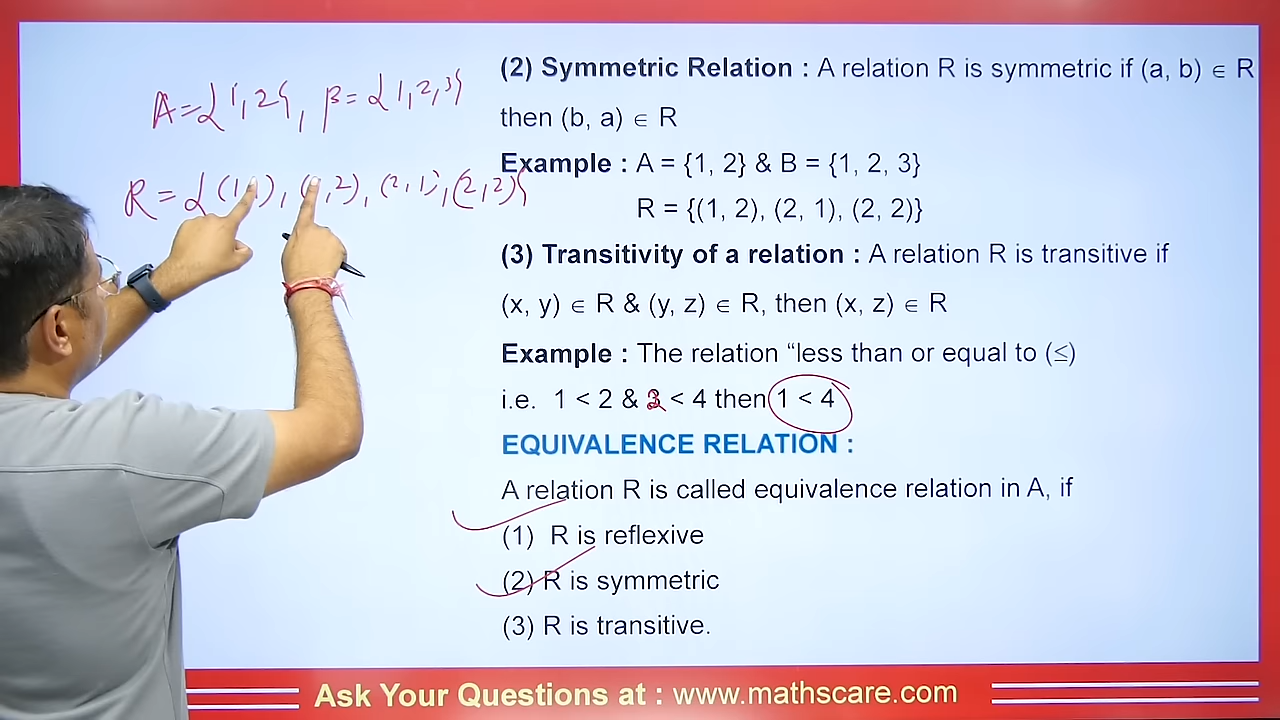 A = {1, 2}, B = {1, 2, 3}
R = {(1, 1), (1, 2), (2, 1), (2, 2)}
(2) Symmetric Relation : A relation R is symmetric if (a, b) ∈ R
then (b, a) ∈ R
Example : A = {1, 2} & B = {1, 2, 3}
R = {(1, 2), (2, 1), (2, 2)}
(3) Transitivity of a relation : A relation R is transitive if
(x, y) ∈ R & (y, z) ∈ R, then (x, z) ∈ R
Example : The relation “less than or equal to (≤)
i.e. 1 < 2 & 2 < 4 then 1 < 4
EQUIVALENCE RELATION :
A relation R is called equivalence relation in A, if
(1) R is reflexive
(2) R is symmetric
(3) R is transitive.
Ask Your Questions at : www.mathscare.com